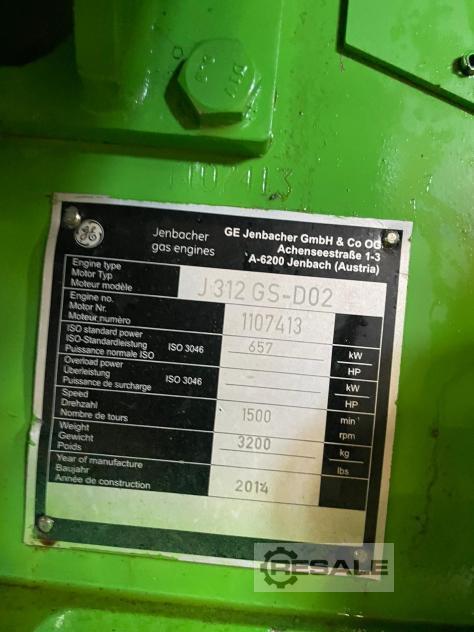 1107413
GE
Jenbacher
gas engines
GE Jenbacher GmbH & Co OG
Achenseestraße 1-3
A-6200 Jenbach (Austria)
Engine type
Motor Typ
Moteur modèle
J 312 GS-D02
Engine no.
Motor Nr.
Moteur numèro
1107413
ISO standard power
ISO-Standardleistung
Puissance normale ISO
ISO 3046
657
kW
HP
Overload power
Überleistung
Puissance de surcharge
ISO 3046
kW
HP
Speed
Drehzahl
Nombre de tours
1500
min
rpm
Weight
Gewicht
Poids
3200
kg
lbs
Year of manufacture
Baujahr
Année de construction
2014
RESALE